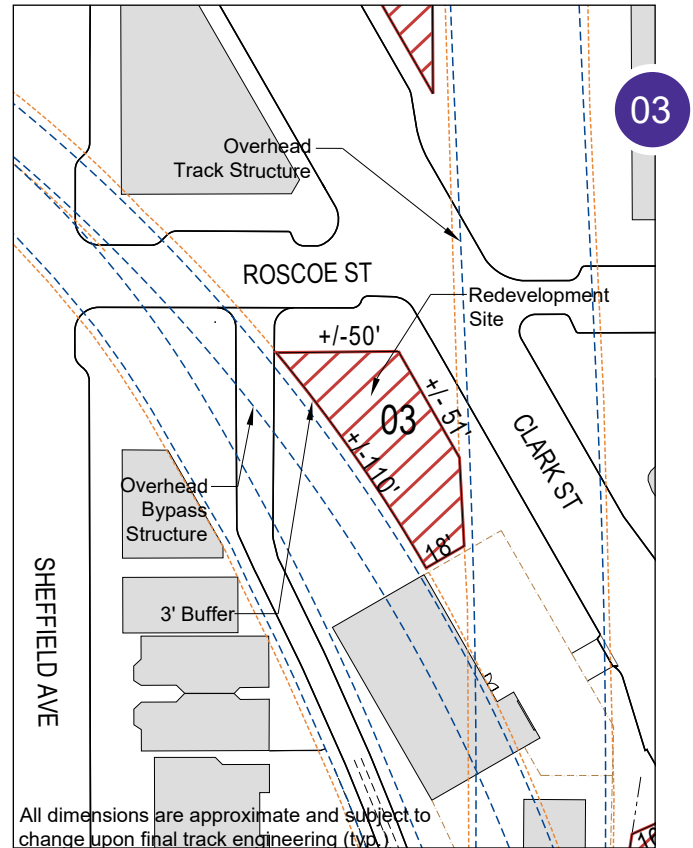 03
Overhead
Track Structure
ROSCOE ST
Redevelopment
Site
+/-50'
+/- 51'
03
+/-110'
18'
CLARK ST
Overhead
Bypass
Structure
3' Buffer
SHEFFIELD AVE
All dimensions are approximate and subject to
change upon final track engineering (typ.)